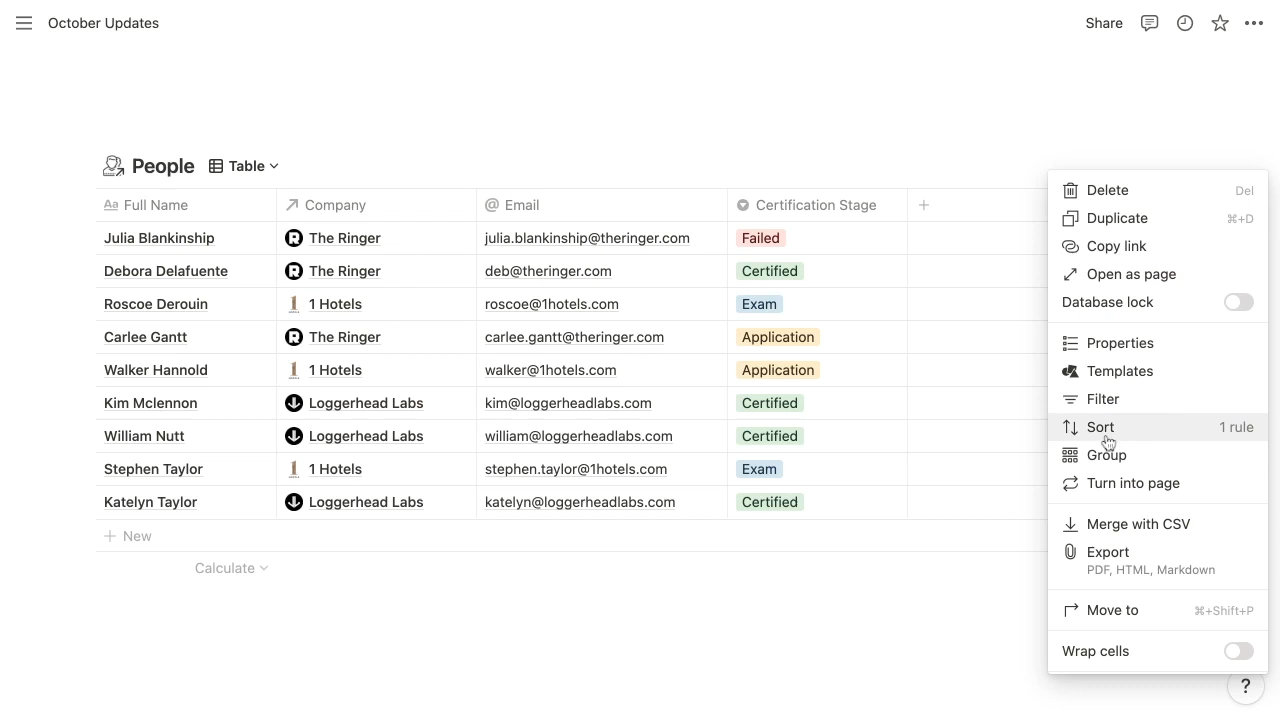 October Updates
Share
People
Table
Aa Full Name Company @ Email Certification Stage +
Julia Blankinship The Ringer julia.blankinship@theringer.com Failed
Debora Delafuente The Ringer deb@theringer.com Certified
Roscoe Derouin 1 Hotels roscoe@1hotels.com Exam
Carlee Gantt The Ringer carlee.gantt@theringer.com Application
Walker Hannold 1 Hotels walker@1hotels.com Application
Kim Mclennon Loggerhead Labs kim@loggerheadlabs.com Certified
William Nutt Loggerhead Labs william@loggerheadlabs.com Certified
Stephen Taylor 1 Hotels stephen.taylor@1hotels.com Exam
Katelyn Taylor Loggerhead Labs katelyn@loggerheadlabs.com Certified
+ New
Calculate
Delete Del
Duplicate ⌘+D
Copy link
Open as page
Database lock
Properties
Templates
Filter
Sort 1 rule
Group
Turn into page
Merge with CSV
Export
PDF, HTML, Markdown
Move to ⌘+Shift+P
Wrap cells
?